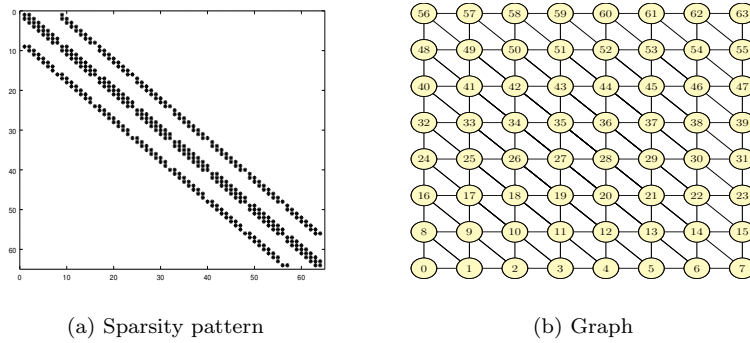 0
10
20
30
40
50
60
0 10 20 30 40 50 60
56 57 58 59 60 61 62 63
48 49 50 51 52 53 54 55
40 41 42 43 44 45 46 47
32 33 34 35 36 37 38 39
24 25 26 27 28 29 30 31
16 17 18 19 20 21 22 23
8 9 10 11 12 13 14 15
0 1 2 3 4 5 6 7
(a) Sparsity pattern
(b) Graph